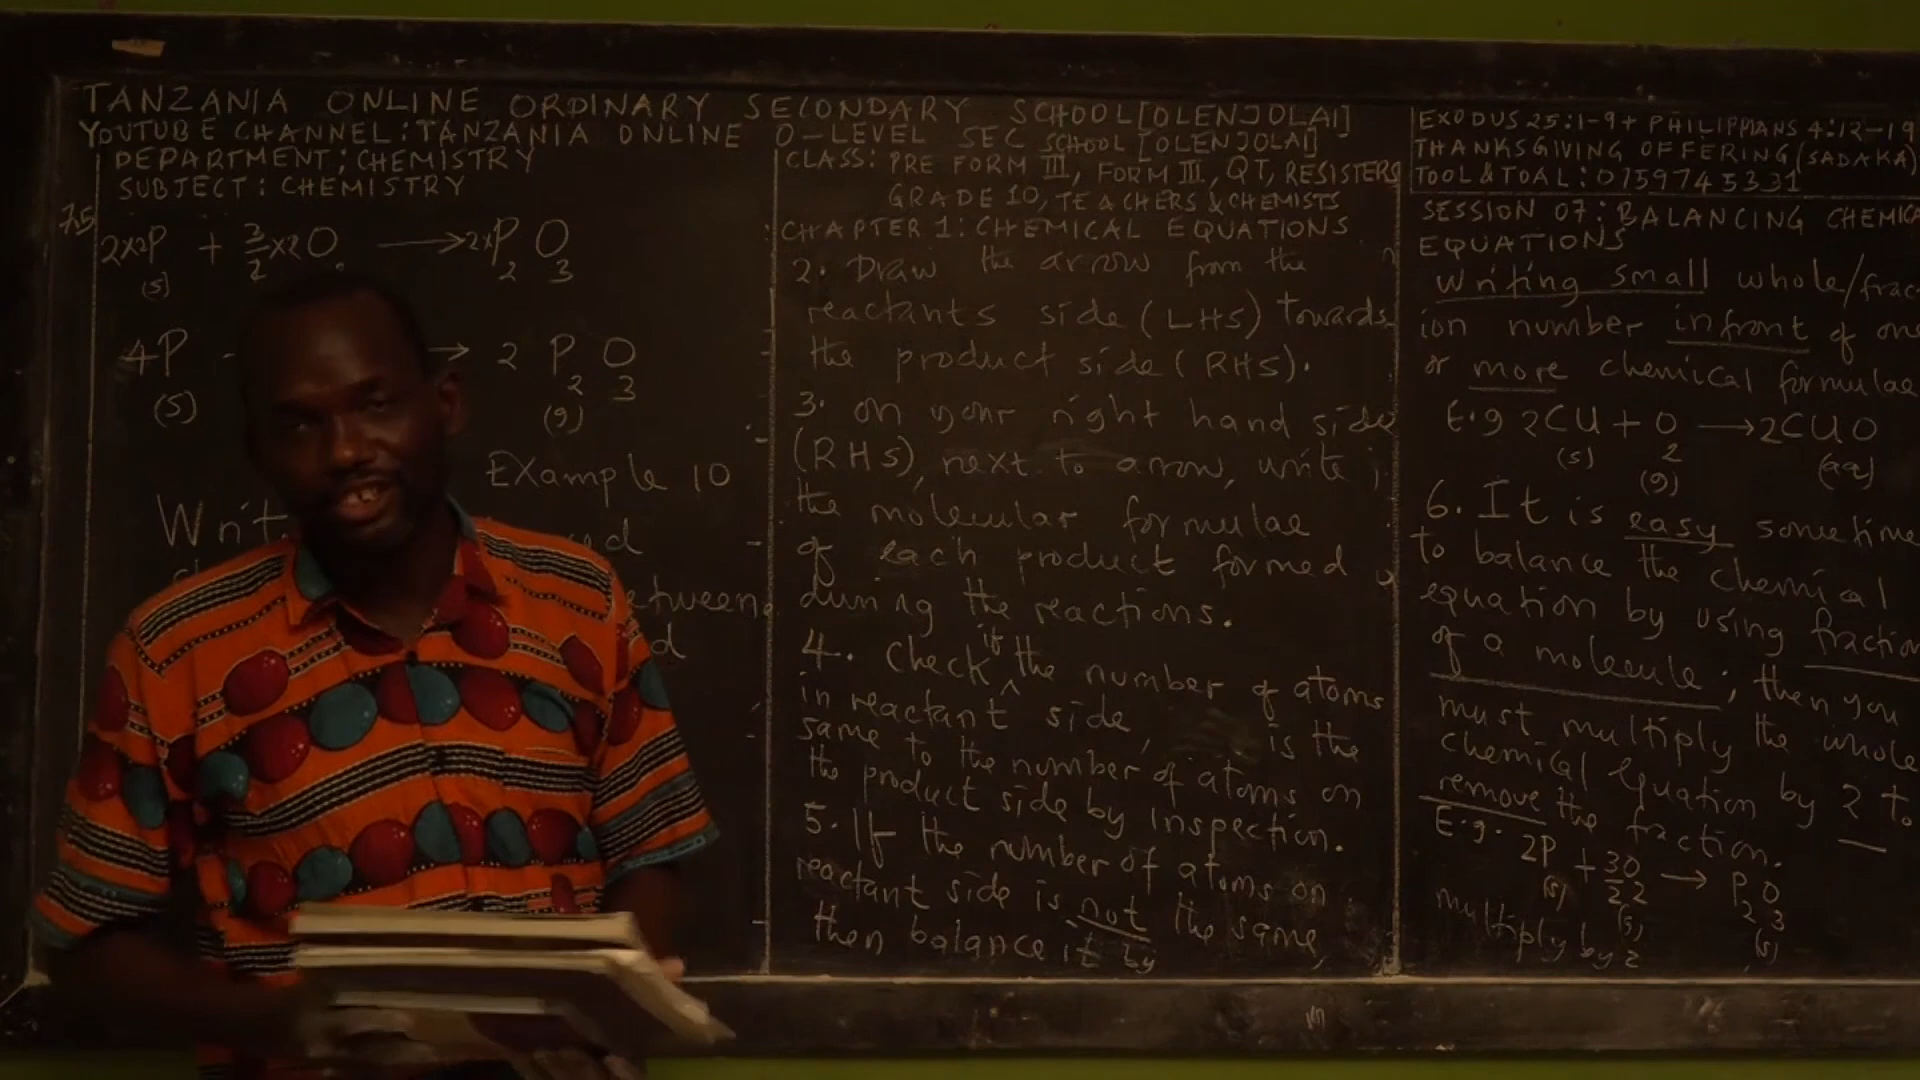 TANZANIA ONLINE ORDINARY SECONDARY SCHOOL [OLENJOLAI]
YOUTUBE CHANNEL: TANZANIA ONLINE O-LEVEL SEC SCHOOL [OLENJOLAI]
DEPARTMENT: CHEMISTRY
SUBJECT: CHEMISTRY
2x2P + 3/2x2O → 2xP2O3
(s)
4P → 2 P2O3
(s) (g)
Example 10
Writ
etween
d
CLASS: PRE FORM III, FORM III, QT, RESISTERS
GRADE 10, TEACHERS & CHEMISTS
CHAPTER 1: CHEMICAL EQUATIONS
2. Draw the arrow from the
reactants side (LHS) towards
the product side (RHS).
3. on your right hand side
(RHS), next to arrow, write
the molecular formulae
of each product formed
during the reactions.
4. Check if the number of atoms
in reactant side, is the
same to the number of atoms on
the product side by inspection.
5. If the number of atoms on
reactant side is not the same,
then balance it by
EXODUS 25:1-9 + PHILIPPIANS 4:12-19
THANKSGIVING OFFERING (SADAKA)
TOOL & TOAL: 0759745331
SESSION 07: BALANCING CHEMICA
EQUATIONS
writing small whole/fract
ion number infront of one
or more chemical formulae
E.g 2CU + O2 → 2CUO
(s) (g) (aq)
6. It is easy sometime
to balance the chemical
equation by using fraction
of a molecule; then you
must multiply the whole
chemical equation by 2 to
remove the fraction.
E.g. 2P + 3/2 O2 → P2O3
(s) (s) (s)
multiply by 2